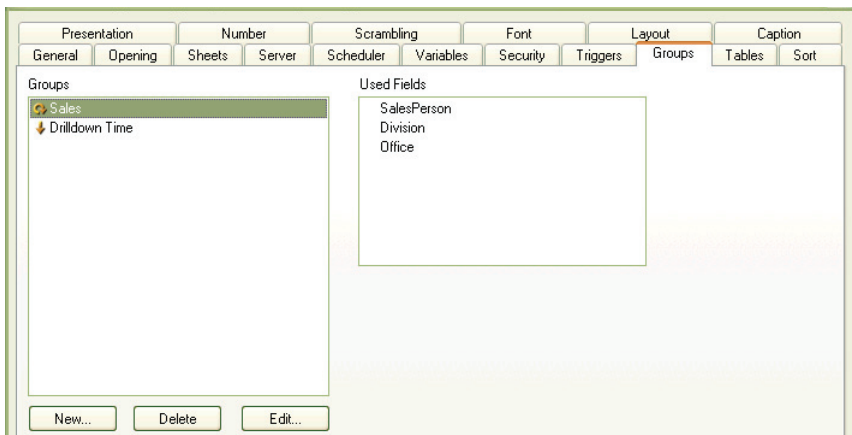 Presentation Number Scrambling Font Layout Caption
General Opening Sheets Server Scheduler Variables Security Triggers Groups Tables Sort
Groups Used Fields
Sales SalesPerson
Drilldown Time Division
Office
New... Delete Edit...